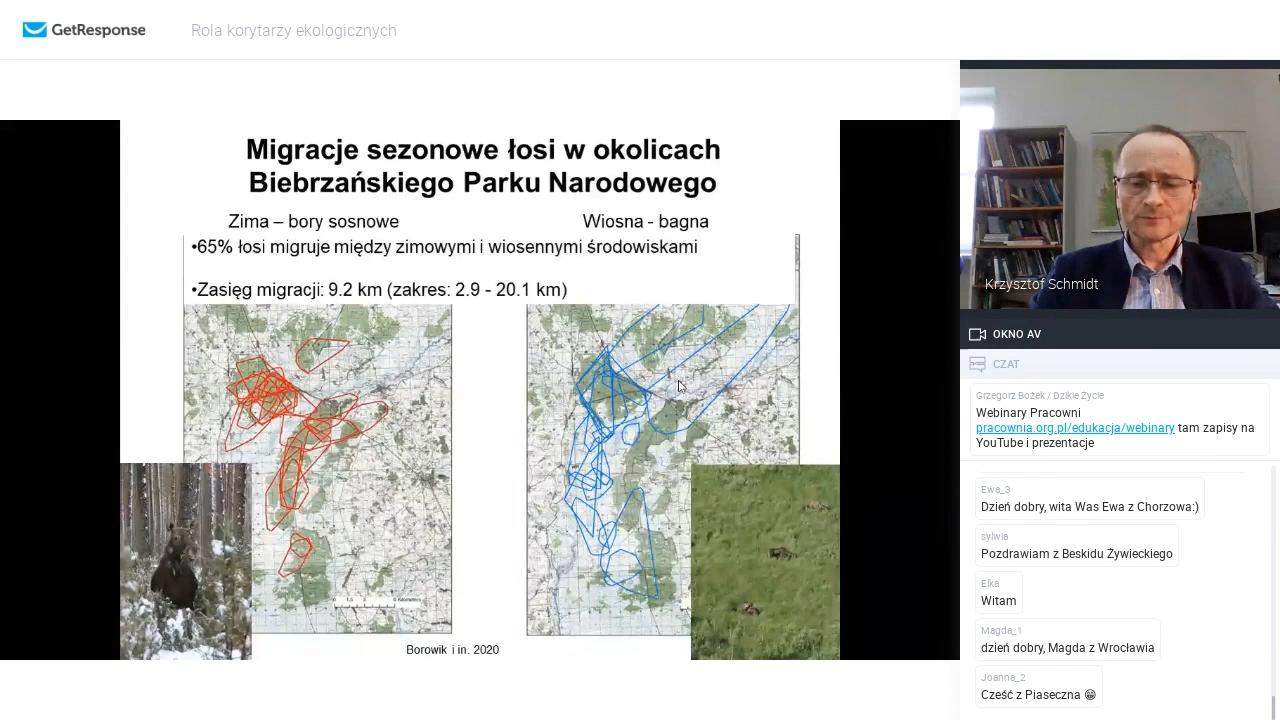 GetResponse
Rola korytarzy ekologicznych
Migracje sezonowe łosi w okolicach
Biebrzańskiego Parku Narodowego
Zima – bory sosnowe
Wiosna - bagna
•65% łosi migruje między zimowymi i wiosennymi środowiskami
•Zasięg migracji: 9.2 km (zakres: 2.9 - 20.1 km)
Borowik i in. 2020
Krzysztof Schmidt
OKNO AV
CZAT
Grzegorz Bożek / Dzikie Życie
Webinary Pracowni
pracownia.org.pl/edukacja/webinary tam zapisy na
YouTube i prezentacje
Ewa_3
Dzień dobry, wita Was Ewa z Chorzowa:)
sylwia
Pozdrawiam z Beskidu Żywieckiego
Elka
Witam
Magda_1
dzień dobry, Magda z Wrocławia
Joanna_2
Cześć z Piaseczna 😀